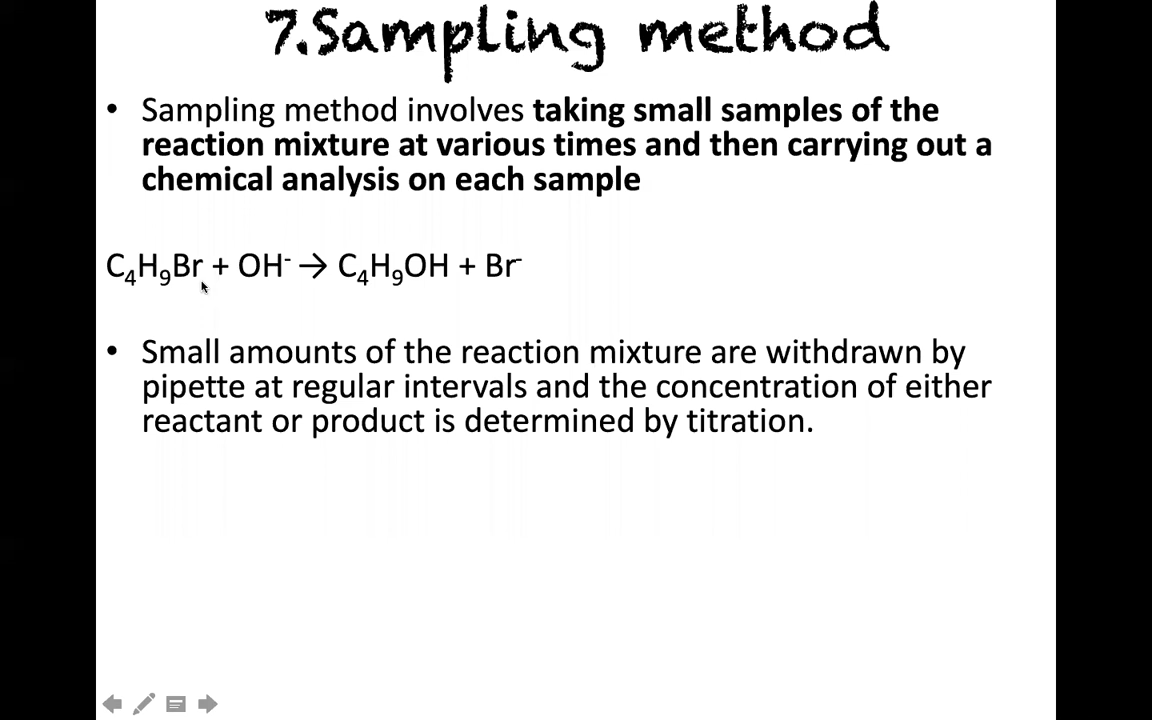 7.Sampling method
• Sampling method involves taking small samples of the
reaction mixture at various times and then carrying out a
chemical analysis on each sample
C₄H₉Br + OH⁻ → C₄H₉OH + Br⁻
• Small amounts of the reaction mixture are withdrawn by
pipette at regular intervals and the concentration of either
reactant or product is determined by titration.